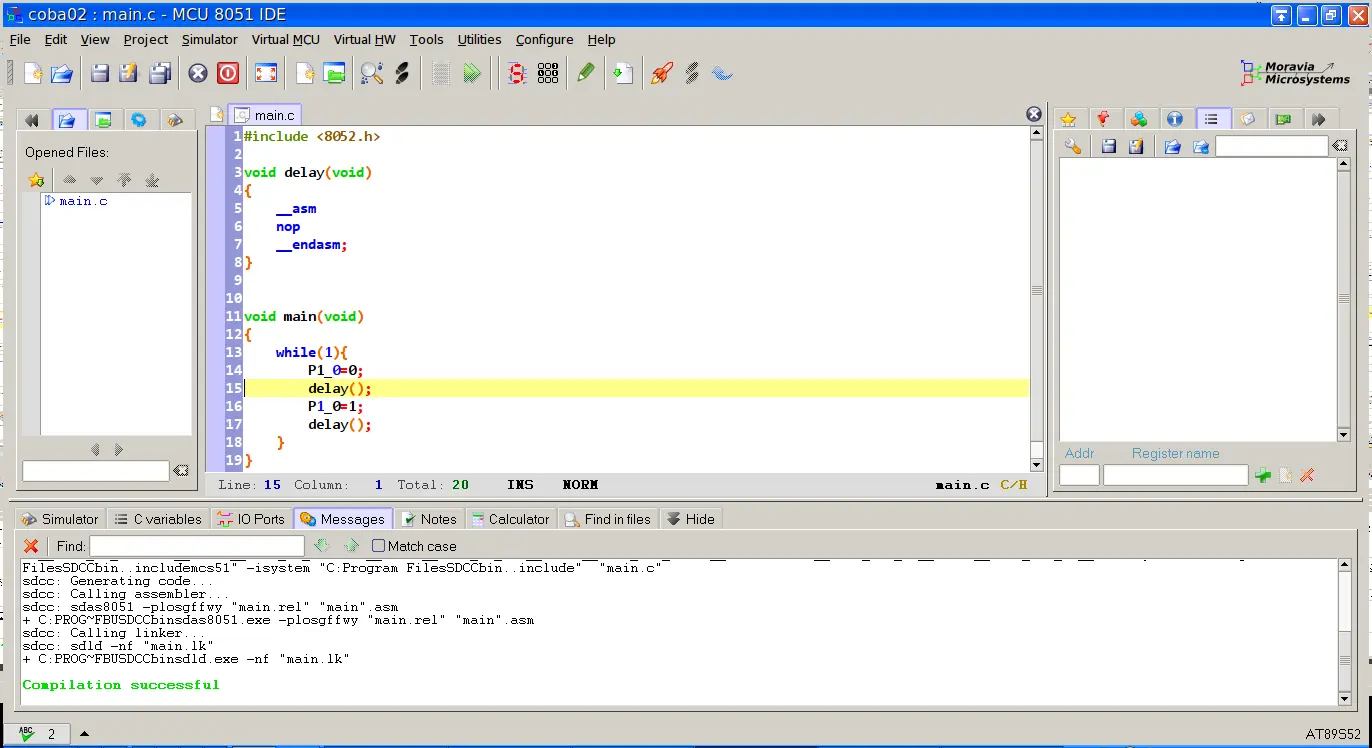 coba02 : main.c - MCU 8051 IDE
File Edit View Project Simulator Virtual MCU Virtual HW Tools Utilities Configure Help
Moravia
Microsystems
main.c
Opened Files:
main.c
1 #include <8052.h>
2
3 void delay(void)
4 {
5 __asm
6 nop
7 __endasm;
8 }
9
10
11 void main(void)
12 {
13 while(1){
14 P1_0=0;
15 delay();
16 P1_0=1;
17 delay();
18 }
19 }
Addr Register name
Line: 15 Column: 1 Total: 20 INS NORM main.c C/H
Simulator C variables IO Ports Messages Notes Calculator Find in files Hide
Find: Match case
FilesSDCCbin..includemcs51" -isystem "C:Program FilesSDCCbin..include" "main.c"
sdcc: Generating code...
sdcc: Calling assembler...
sdcc: sdas8051 -plosgffwy "main.rel" "main".asm
+ C:PROG~FBUSDCCbinsdas8051.exe -plosgffwy "main.rel" "main".asm
sdcc: Calling linker...
sdcc: sdld -nf "main.lk"
+ C:PROG~FBUSDCCbinsdld.exe -nf "main.lk"
Compilation successful
ABC 2 AT89S52